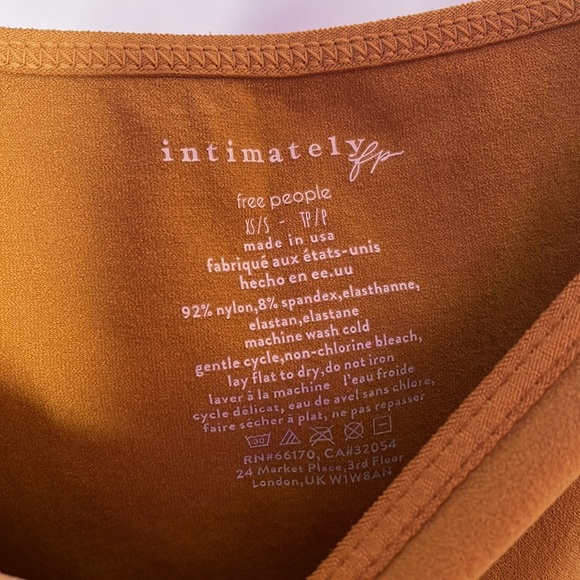 intimately fp
free people
XS/S - TP/P
made in usa
fabriqué aux états-unis
hecho en ee.uu
92% nylon,8% spandex,elasthanne,
elastan,elastane
machine wash cold
gentle cycle,non-chlorine bleach,
lay flat to dry,do not iron
laver à la machine l'eau froide
cycle délicat, eau de avel sans chlore,
faire sécher à plat, ne pas repasser
30
RN#66170, CA#32054
24 Market Place,3rd Floor
London,UK W1W8AN